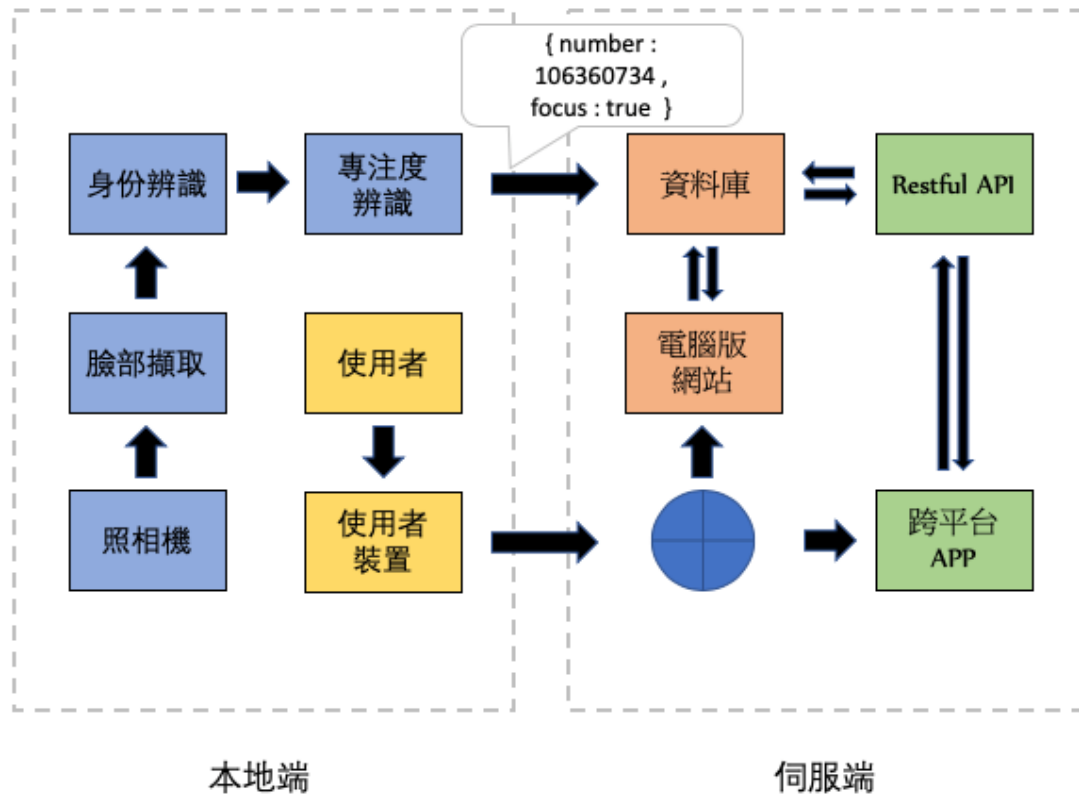 { number :
106360734 ,
focus : true }
身份辨識
專注度
辨識
資料庫
Restful API
臉部擷取
使用者
電腦版
網站
照相機
使用者
裝置
跨平台
APP
本地端
伺服端